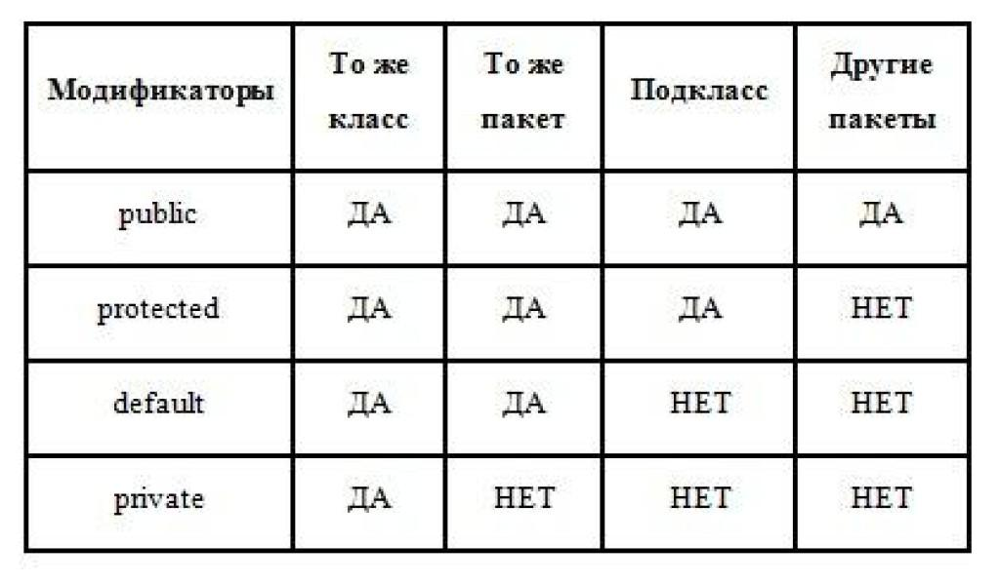 Модификаторы
То же
класс
То же
пакет
Подкласс
Другие
пакеты
public
ДА
ДА
ДА
ДА
protected
ДА
ДА
ДА
НЕТ
default
ДА
ДА
НЕТ
НЕТ
private
ДА
НЕТ
НЕТ
НЕТ